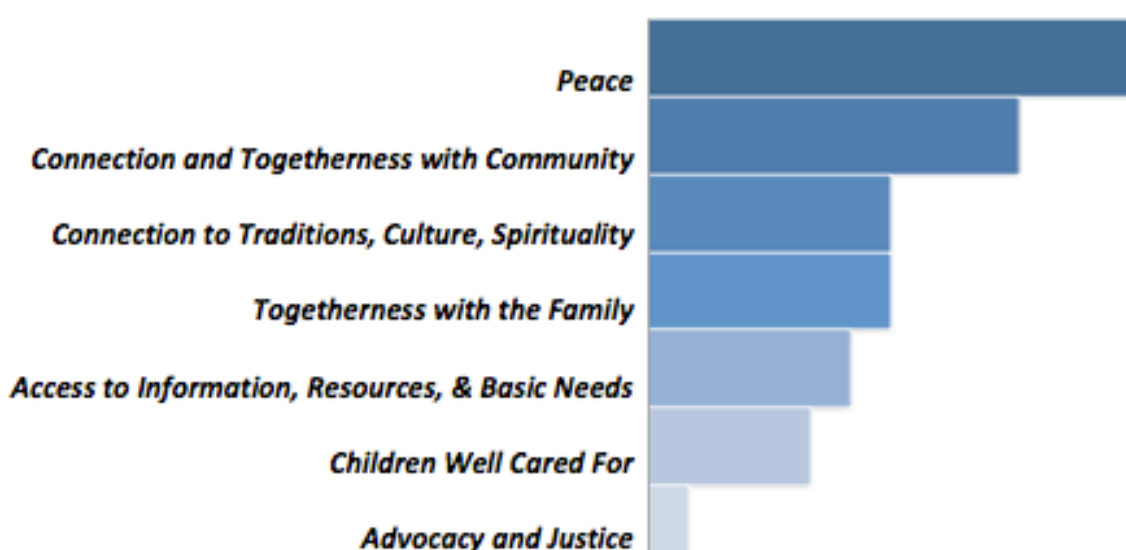 Peace
Connection and Togetherness with Community
Connection to Traditions, Culture, Spirituality
Togetherness with the Family
Access to Information, Resources, & Basic Needs
Children Well Cared For
Advocacy and Justice